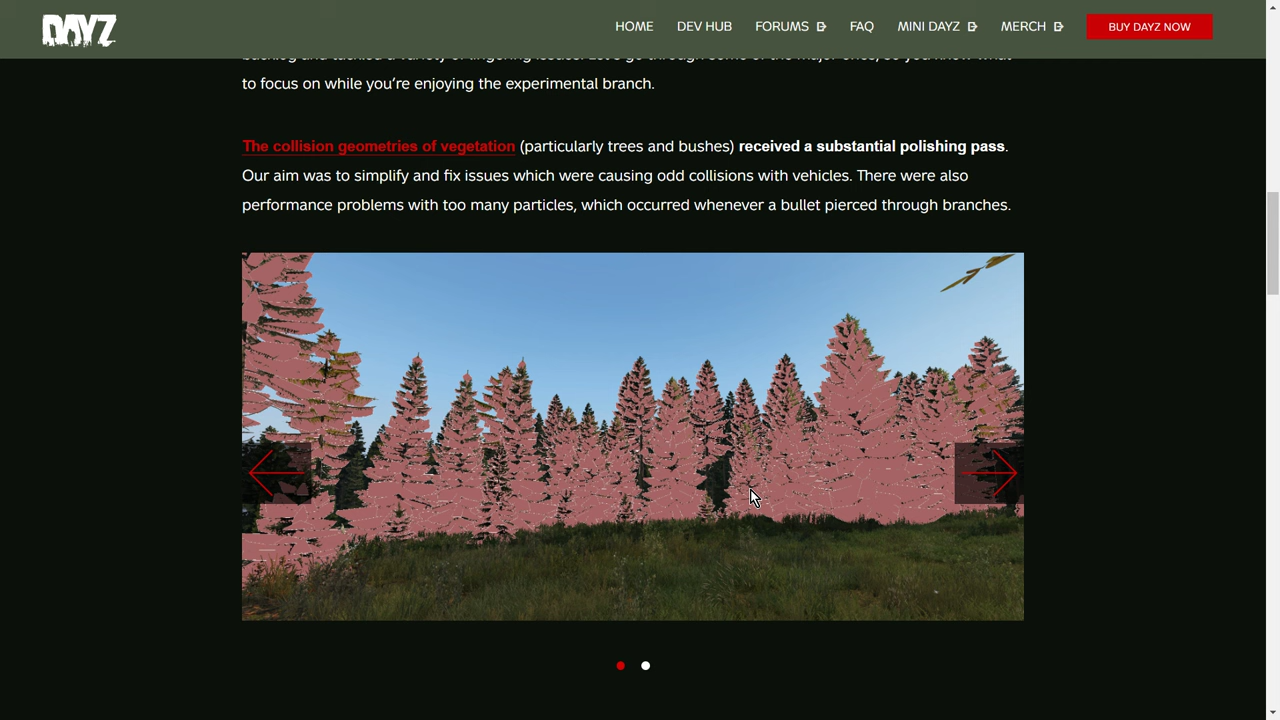 DAYZ
HOME DEV HUB FORUMS FAQ MINI DAYZ MERCH BUY DAYZ NOW
to focus on while you're enjoying the experimental branch.
The collision geometries of vegetation (particularly trees and bushes) received a substantial polishing pass.
Our aim was to simplify and fix issues which were causing odd collisions with vehicles. There were also
performance problems with too many particles, which occurred whenever a bullet pierced through branches.